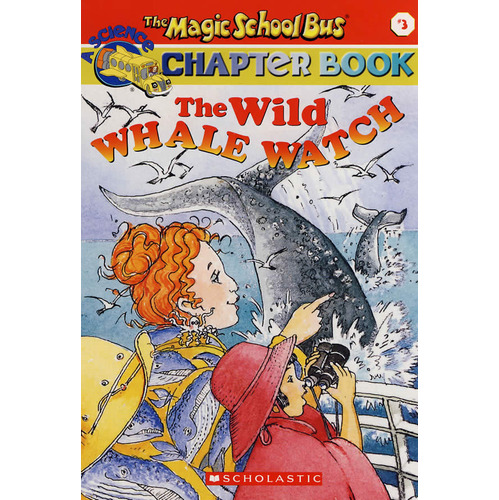 The Magic School Bus
#3
A SCIENCE
CHAPTER BOOK
®
The Wild
WHALE WATCH
SCHOLASTIC